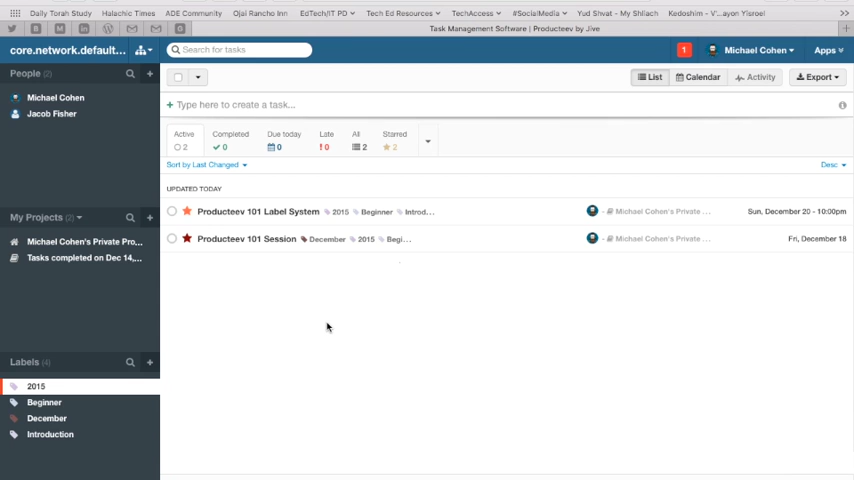 Daily Torah Study Halachic Times ADE Community Ojai Rancho Inn EdTech/IT PD Tech Ed Resources TechAccess #SocialMedia Yud Shvat - My Shliach Kedoshim - V'...ayon Yisroel
Task Management Software | Producteev by Jive
core.network.default... Search for tasks 1 Michael Cohen Apps
People (2) List Calendar Activity Export
Michael Cohen
Jacob Fisher
+ Type here to create a task...
Active Completed Due today Late All Starred
2 0 0 0 2 2
Sort by Last Changed Desc
UPDATED TODAY
My Projects (2)
Michael Cohen's Private Pro...
Tasks completed on Dec 14,...
Producteev 101 Label System 2015 Beginner Introd... - Michael Cohen's Private ... Sun, December 20 - 10:00pm
Producteev 101 Session December 2015 Begi... - Michael Cohen's Private ... Fri, December 18
Labels (4)
2015
Beginner
December
Introduction